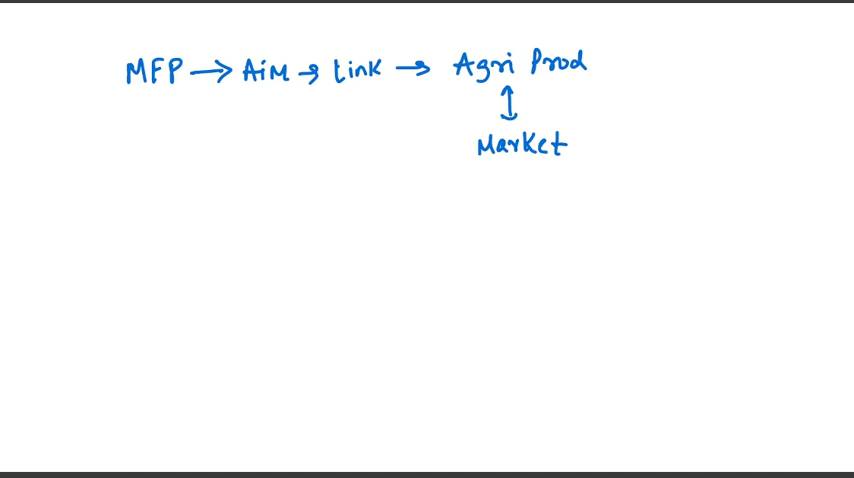 MFP → AiM → Link → Agri Prod
↕
Market